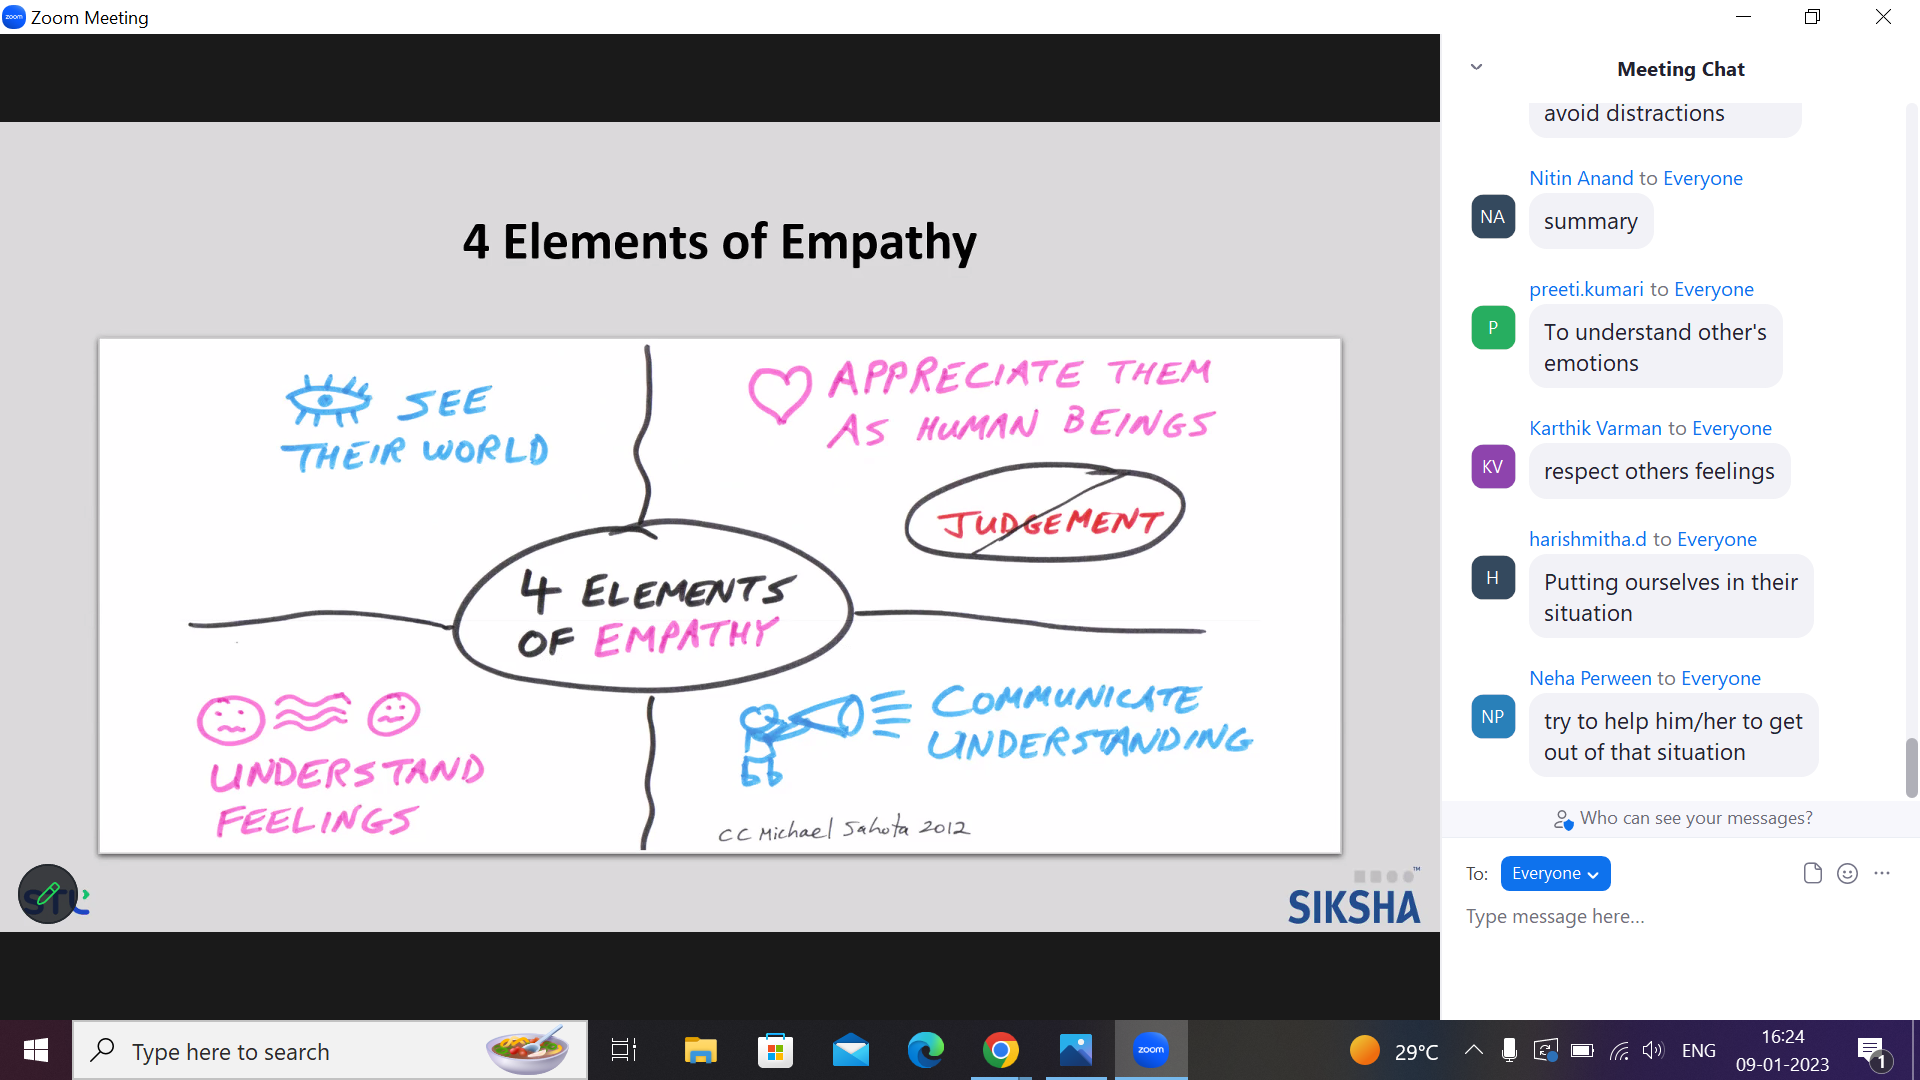 zoom Zoom Meeting
4 Elements of Empathy
SEE
THEIR WORLD
APPRECIATE THEM
AS HUMAN BEINGS
JUDGEMENT
4 ELEMENTS
OF EMPATHY
UNDERSTAND
FEELINGS
COMMUNICATE
UNDERSTANDING
CC Michael Sahota 2012
SIKSHA™
Meeting Chat
avoid distractions
Nitin Anand to Everyone
NA
summary
preeti.kumari to Everyone
P
To understand other's
emotions
Karthik Varman to Everyone
KV
respect others feelings
harishmitha.d to Everyone
H
Putting ourselves in their
situation
Neha Perween to Everyone
NP
try to help him/her to get
out of that situation
Who can see your messages?
To: Everyone
Type message here...
Type here to search
zoom
29°C
ENG
16:24
09-01-2023
1